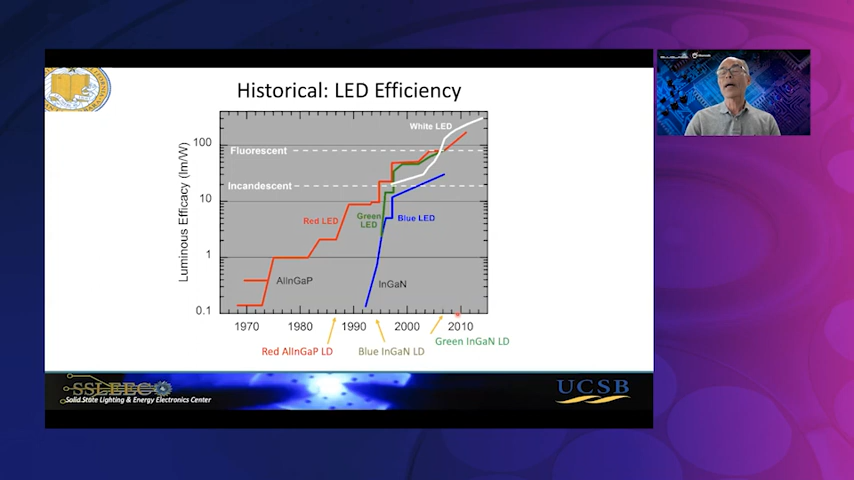 Historical: LED Efficiency
Luminous Efficacy (lm/W)
100
10
1
0.1
White LED
Fluorescent
Incandescent
Red LED
Green
LED
Blue LED
AlInGaP
InGaN
1970
1980
1990
2000
2010
Red AlInGaP LD
Blue InGaN LD
Green InGaN LD
SSLEEC
Solid State Lighting & Energy Electronics Center
UCSB